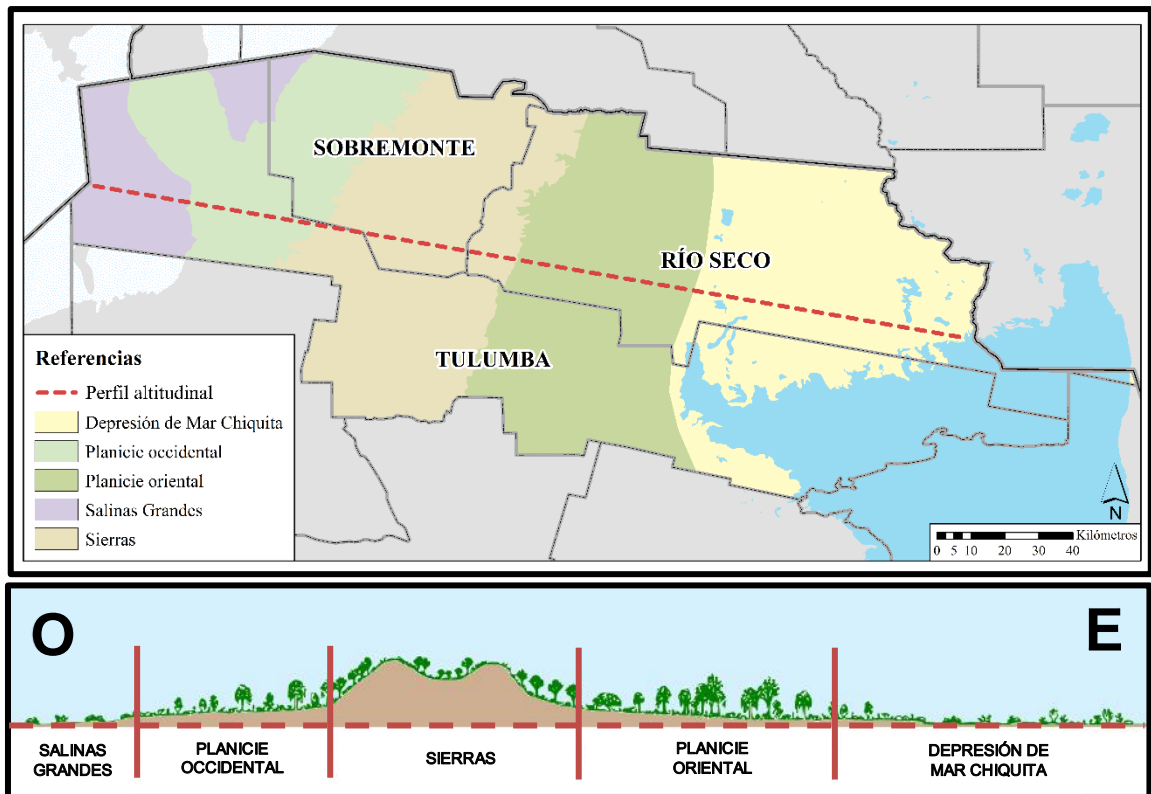 SOBREMONTE
RÍO SECO
TULUMBA
Referencias
Perfil altitudinal
Depresión de Mar Chiquita
Planicie occidental
Planicie oriental
Salinas Grandes
Sierras
N
Kilómetros
0 5 10 20 30 40
O
E
SALINAS
GRANDES
PLANICIE
OCCIDENTAL
SIERRAS
PLANICIE
ORIENTAL
DEPRESIÓN DE
MAR CHIQUITA